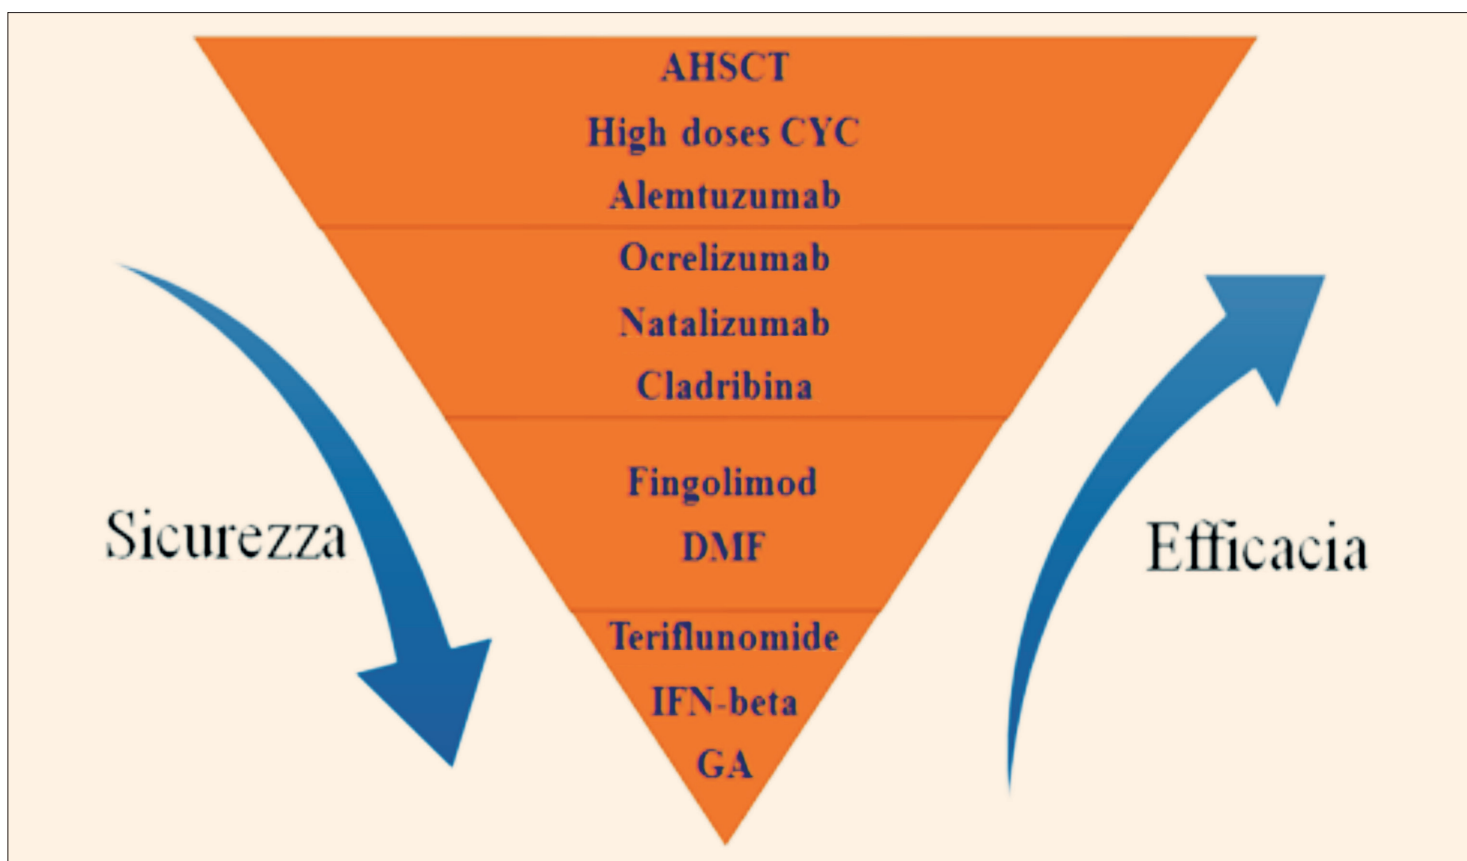 AHSCT
High doses CYC
Alemtuzumab
Ocrelizumab
Natalizumab
Cladribina
Fingolimod
DMF
Teriflunomide
IFN-beta
GA
Sicurezza
Efficacia